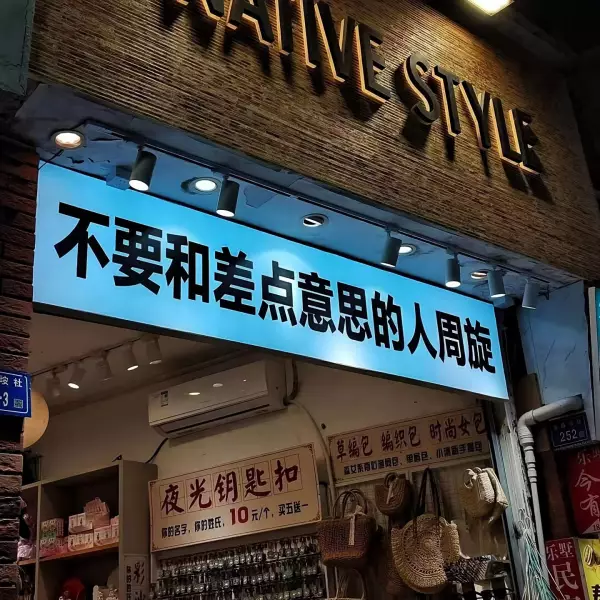 NATIVE STYLE
不要和差点意思的人周旋
草编包 编织包 时尚女包
夜光钥匙扣
你的名字，你的姓氏，10元/个，买五送一
252